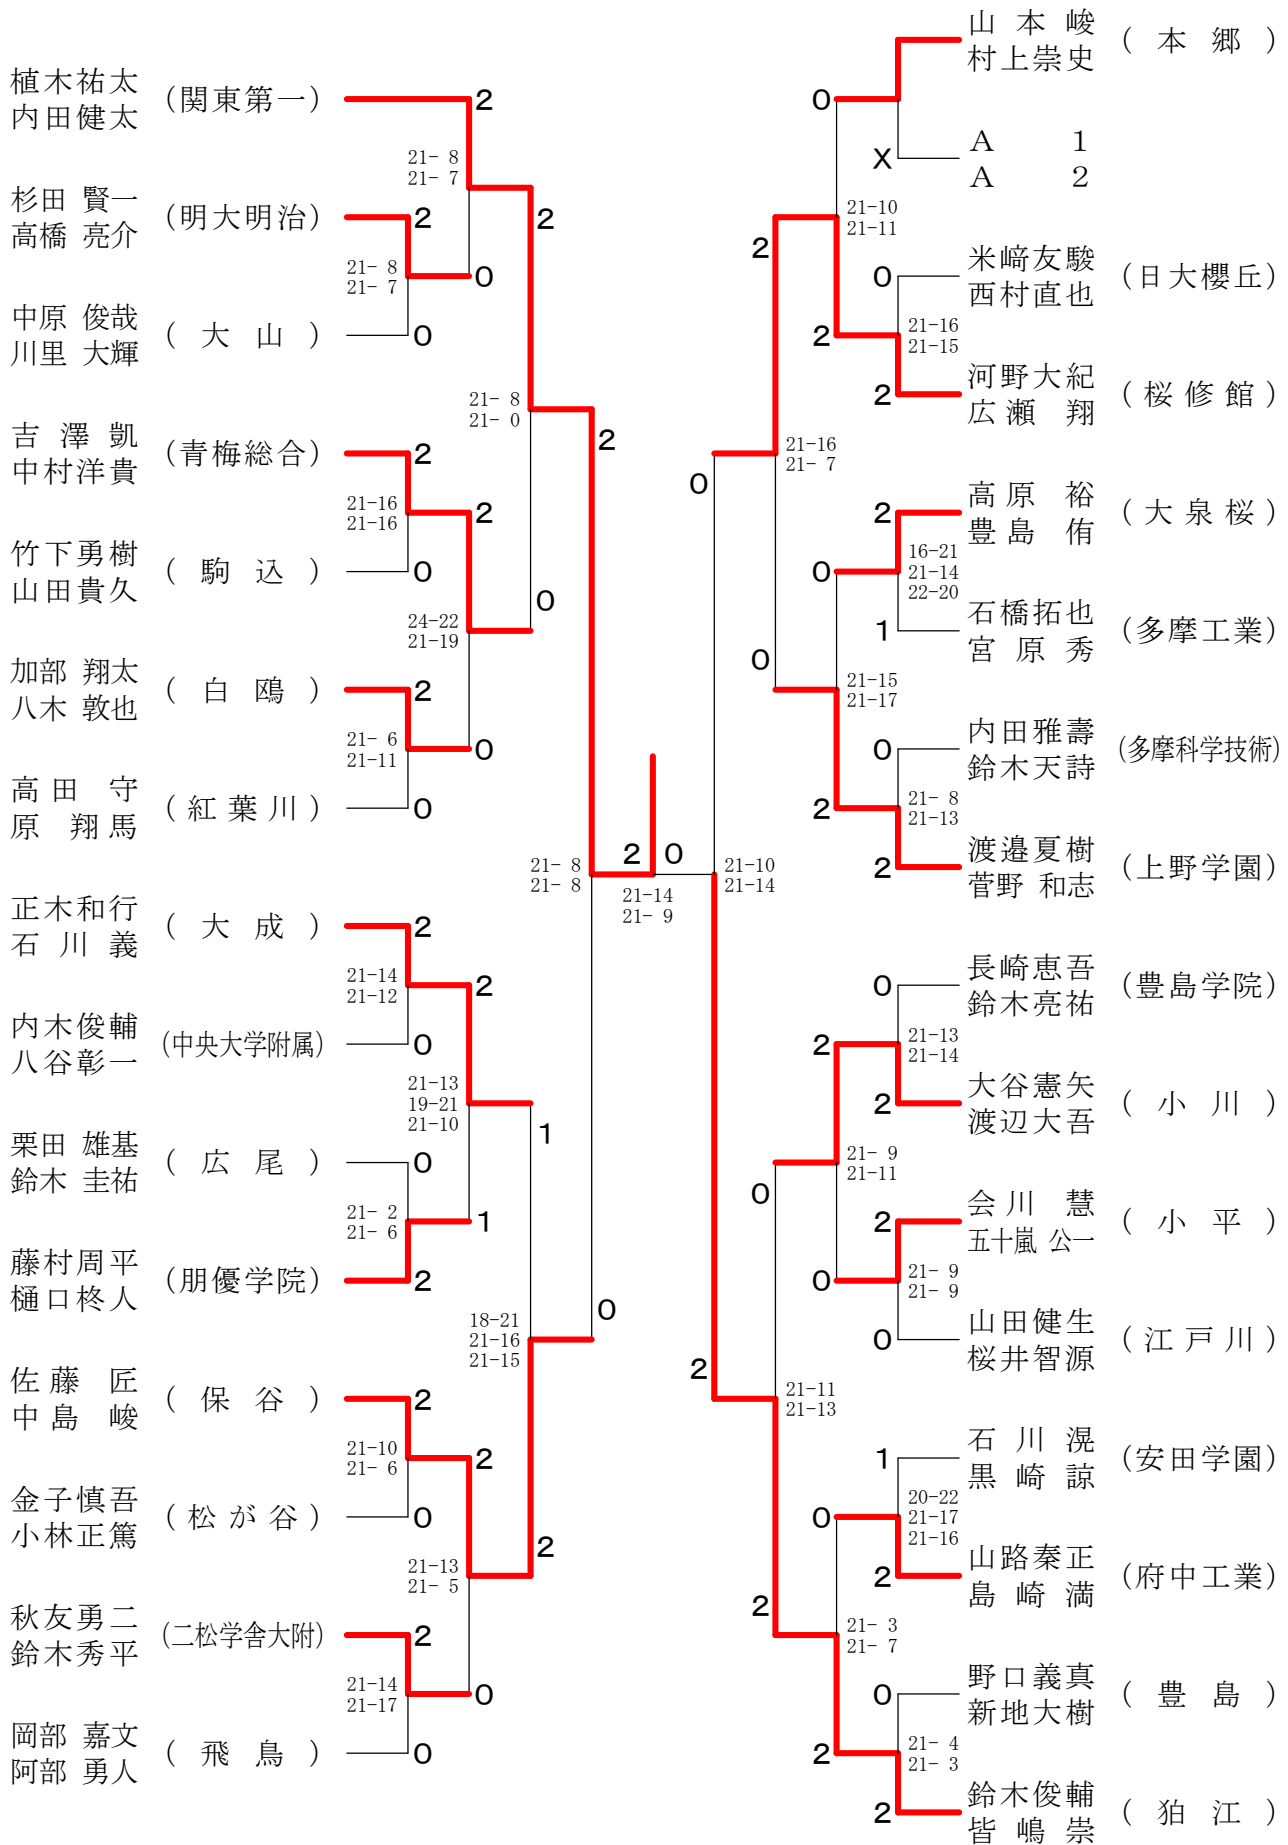 植木祐太
内田健太
(関東第一)
2
21- 8
21- 7
杉田 賢一
高橋 亮介
(明大明治)
2
2
21- 8
21- 7
0
中原 俊哉
川里 大輝
(大山)
0
21- 8
21- 0
2
吉澤凱
中村洋貴
(青梅総合)
2
21-16
21-16
2
竹下勇樹
山田貴久
(駒込)
0
0
24-22
21-19
加部 翔太
八木 敦也
(白鴎)
2
21- 6
21-11
0
高田守
原翔馬
(紅葉川)
0
21- 8
21- 8
2
0
21-14
21- 9
正木和行
石川義
(大成)
2
21-14
21-12
2
内木俊輔
八谷彰一
(中央大学附属)
0
21-13
19-21
21-10
1
栗田 雄基
鈴木 圭祐
(広尾)
0
21- 2
21- 6
1
藤村周平
樋口柊人
(朋優学院)
2
0
18-21
21-16
21-15
佐藤匠
中島峻
(保谷)
2
21-10
21- 6
2
金子慎吾
小林正篤
(松が谷)
0
2
21-13
21- 5
秋友勇二
鈴木秀平
(二松学舎大附)
2
21-14
21-17
0
岡部 嘉文
阿部 勇人
(飛鳥)
0
山本峻
村上崇史
(本郷)
0
X
A 1
A 2
21-10
21-11
2
0
米﨑友駿
西村直也
(日大櫻丘)
21-16
21-15
2
2
河野大紀
広瀬翔
(桜修館)
21-16
21- 7
0
2
高原裕
豊島侑
(大泉桜)
0
16-21
21-14
22-20
1
石橋拓也
宮原秀
(多摩工業)
0
21-15
21-17
0
内田雅壽
鈴木天詩
(多摩科学技術)
2
21- 8
21-13
2
渡邉夏樹
菅野 和志
(上野学園)
21-10
21-14
0
長崎恵吾
鈴木亮祐
(豊島学院)
2
21-13
21-14
2
大谷憲矢
渡辺大吾
(小川)
0
21- 9
21-11
2
会川慧
五十嵐 公一
(小平)
0
21- 9
21- 9
0
山田健生
桜井智源
(江戸川)
2
21-11
21-13
1
石川滉
黒崎諒
(安田学園)
0
20-22
21-17
21-16
2
山路秦正
島崎満
(府中工業)
2
21- 3
21- 7
0
野口義真
新地大樹
(豊島)
2
21- 4
21- 3
2
鈴木俊輔
皆嶋崇
(狛江)